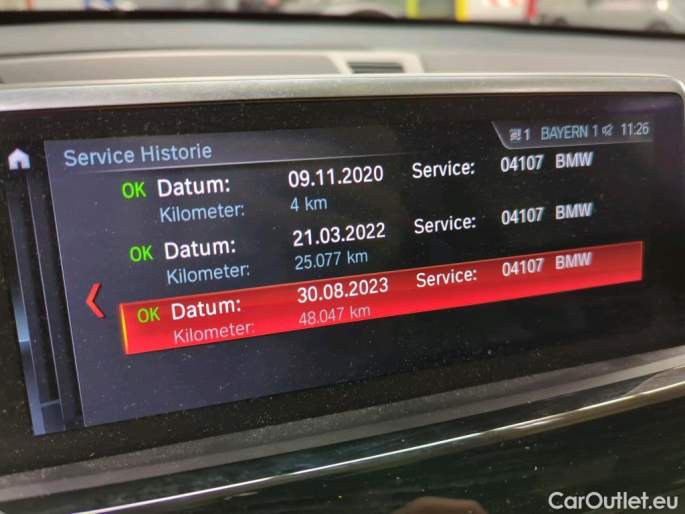 1 BAYERN 1 11:26
Service Historie
OK Datum: 09.11.2020 Service: 04107 BMW
Kilometer: 4 km
OK Datum: 21.03.2022 Service: 04107 BMW
Kilometer: 25.077 km
OK Datum: 30.08.2023 Service: 04107 BMW
Kilometer: 48.047 km
CarOutlet.eu